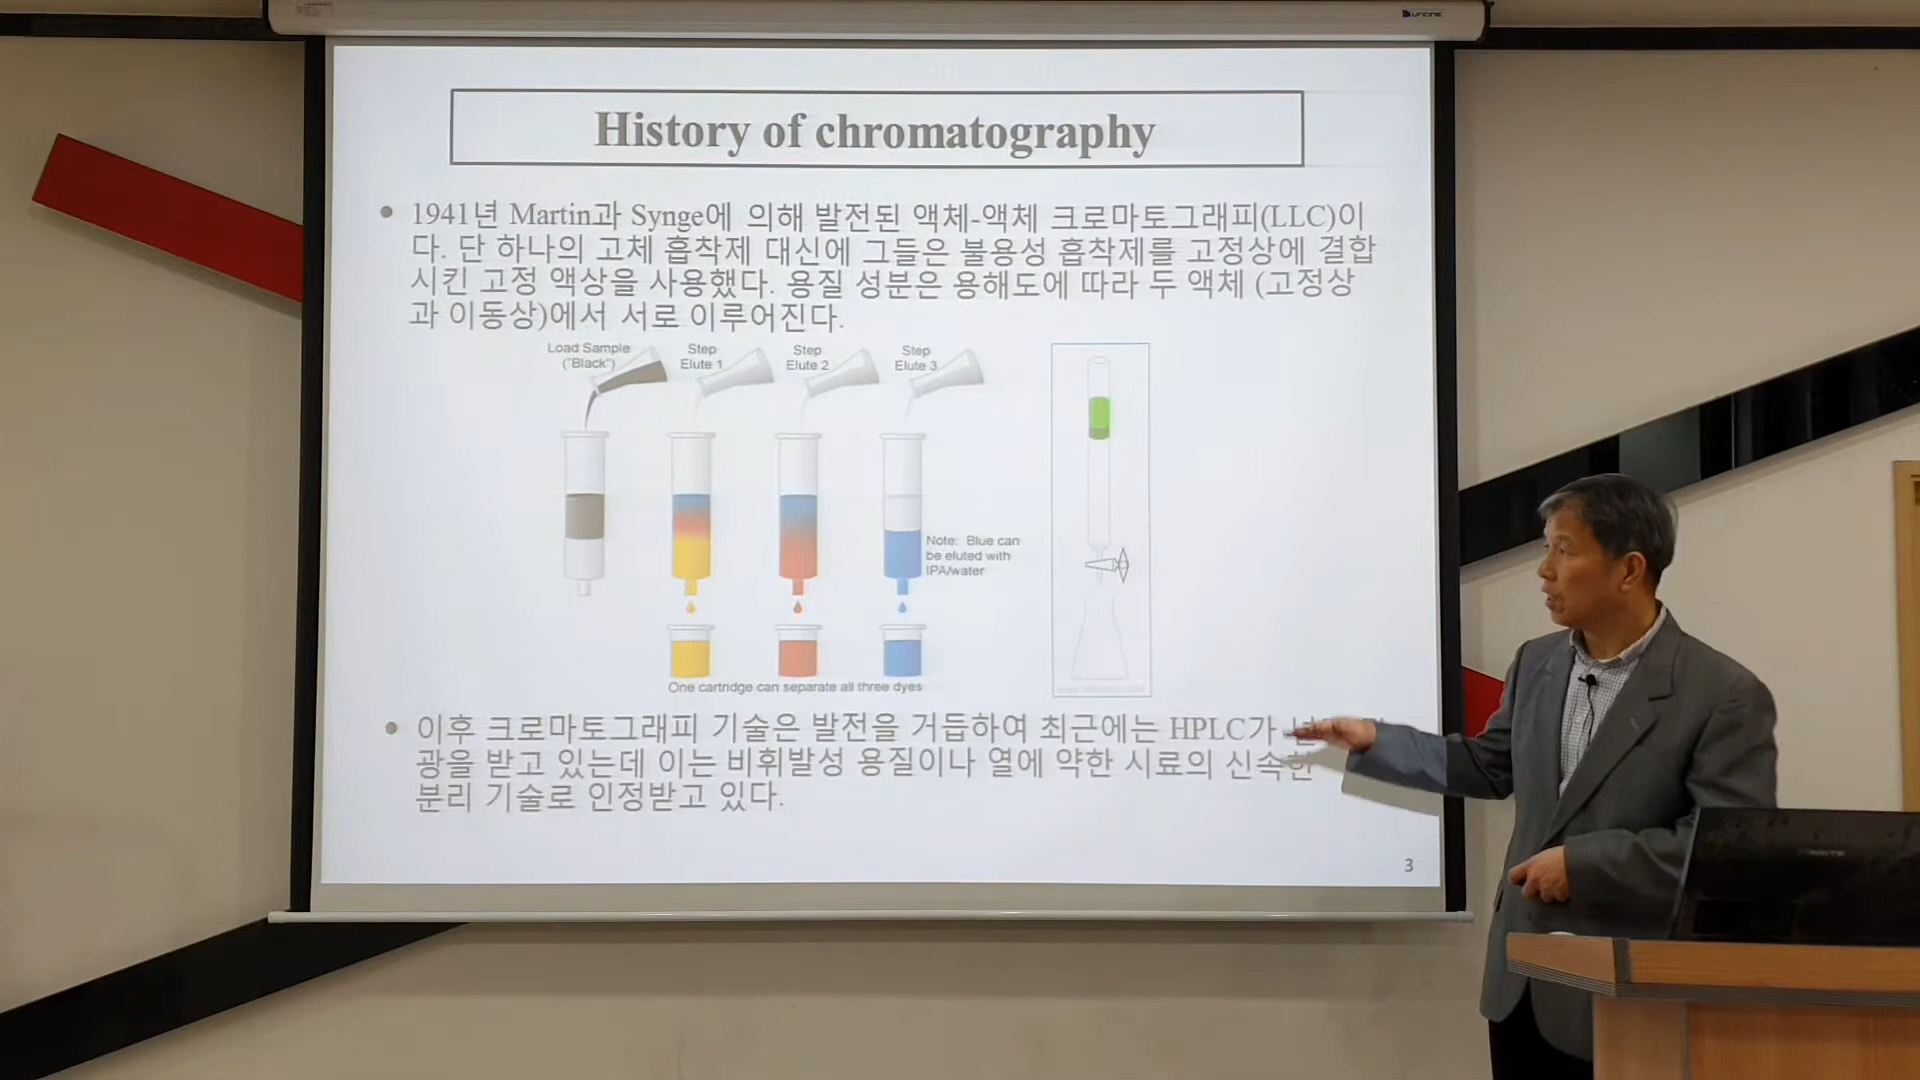 History of chromatography
• 1941년 Martin과 Synge에 의해 발전된 액체-액체 크로마토그래피(LLC)이
다. 단 하나의 고체 흡착제 대신에 그들은 불용성 흡착제를 고정상에 결합
시킨 고정 액상을 사용했다. 용질 성분은 용해도에 따라 두 액체 (고정상
과 이동상)에서 서로 이루어진다.
Load Sample
("Black")
Step
Elute 1
Step
Elute 2
Step
Elute 3
Note: Blue can
be eluted with
IPA/water
One cartridge can separate all three dyes
• 이후 크로마토그래피 기술은 발전을 거듭하여 최근에는 HPLC가
광을 받고 있는데 이는 비휘발성 용질이나 열에 약한 시료의 신속한
분리 기술로 인정받고 있다.
3